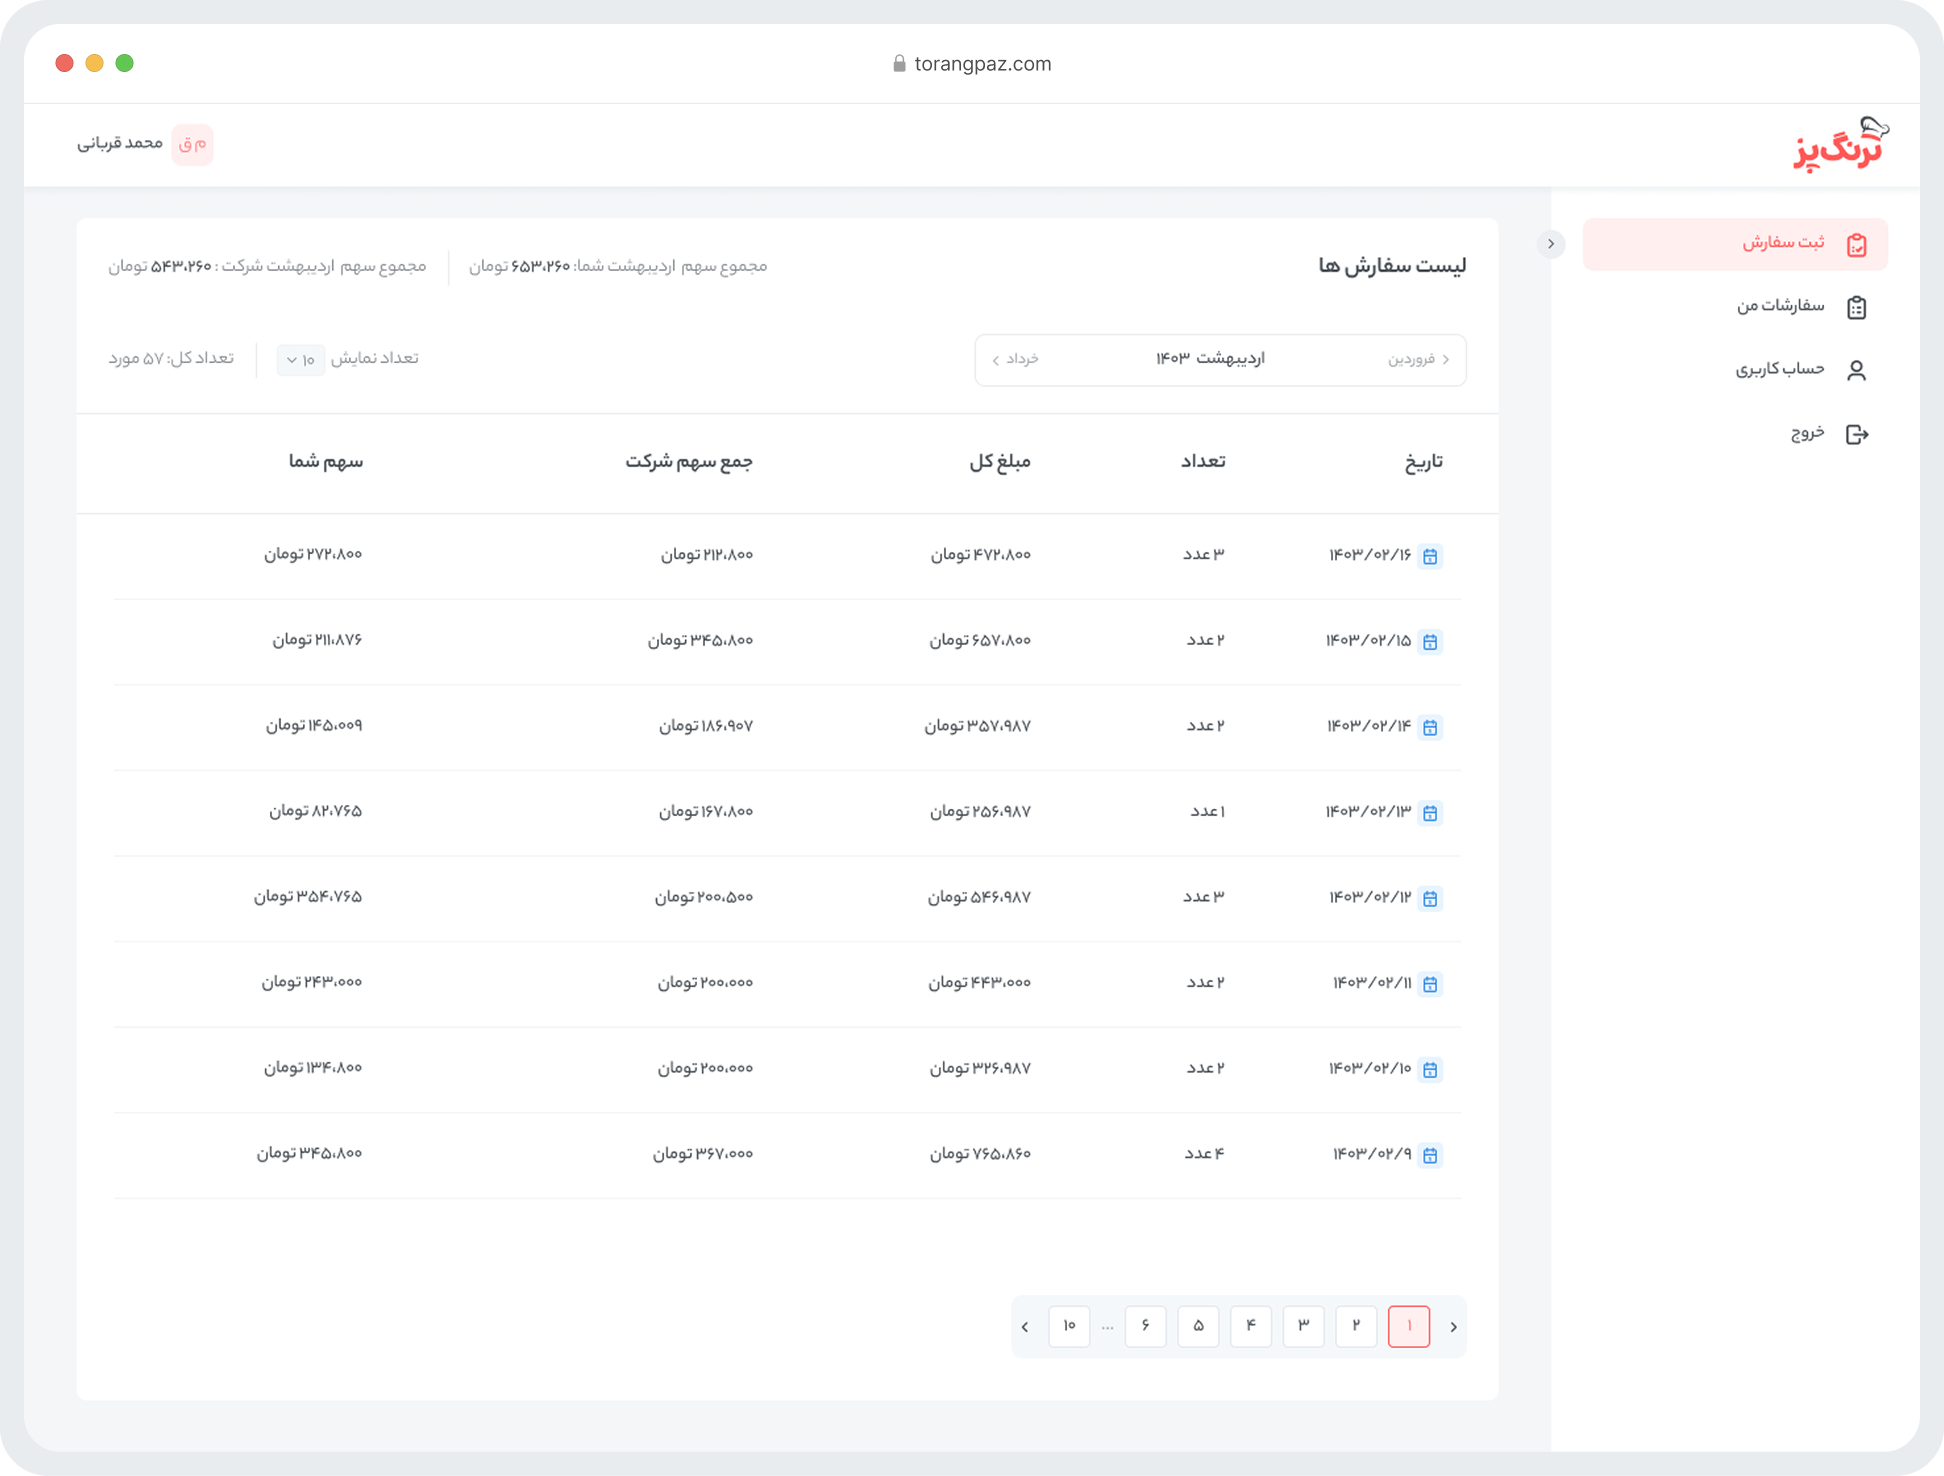 torangpaz.com
ترنگ‌پز
م ق محمد قربانی
ثبت سفارش
سفارشات من
حساب کاربری
خروج
لیست سفارش ها
مجموع سهم اردیبهشت شما: ۶۵۳،۲۶۰ تومان
مجموع سهم اردیبهشت شرکت : ۵۴۳،۲۶۰ تومان
فروردین اردیبهشت ۱۴۰۳ خرداد
تعداد نمایش ۱۰
تعداد کل: ۵۷ مورد
تاریخ تعداد مبلغ کل جمع سهم شرکت سهم شما
۱۴۰۳/۰۲/۱۶ ۳ عدد ۴۷۲،۸۰۰ تومان ۲۱۲،۸۰۰ تومان ۲۷۲،۸۰۰ تومان
۱۴۰۳/۰۲/۱۵ ۲ عدد ۶۵۷،۸۰۰ تومان ۳۴۵،۸۰۰ تومان ۲۱۱،۸۷۶ تومان
۱۴۰۳/۰۲/۱۴ ۲ عدد ۳۵۷،۹۸۷ تومان ۱۸۶،۹۰۷ تومان ۱۴۵،۰۰۹ تومان
۱۴۰۳/۰۲/۱۳ ۱ عدد ۲۵۶،۹۸۷ تومان ۱۶۷،۸۰۰ تومان ۸۲،۷۶۵ تومان
۱۴۰۳/۰۲/۱۲ ۳ عدد ۵۴۶،۹۸۷ تومان ۲۰۰،۵۰۰ تومان ۳۵۴،۷۶۵ تومان
۱۴۰۳/۰۲/۱۱ ۲ عدد ۴۴۳،۰۰۰ تومان ۲۰۰،۰۰۰ تومان ۲۴۳،۰۰۰ تومان
۱۴۰۳/۰۲/۱۰ ۲ عدد ۳۲۶،۹۸۷ تومان ۲۰۰،۰۰۰ تومان ۱۳۴،۸۰۰ تومان
۱۴۰۳/۰۲/۹ ۴ عدد ۷۶۵،۸۶۰ تومان ۳۶۷،۰۰۰ تومان ۳۴۵،۸۰۰ تومان
۱ ۲ ۳ ۴ ۵ ۶ ... ۱۰